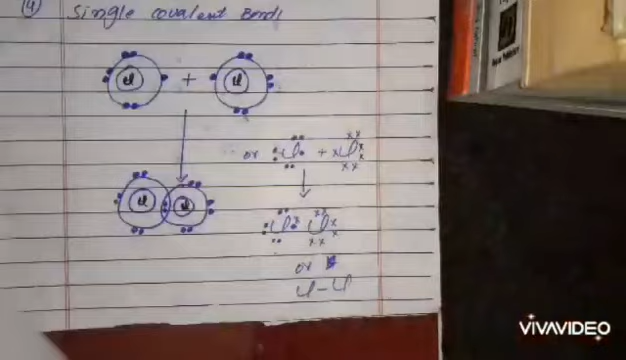 (4) Single covalent Bond
Cl + Cl
or Cl + Cl
Cl Cl
Cl Cl
or
Cl-Cl
VIVAVIDEO